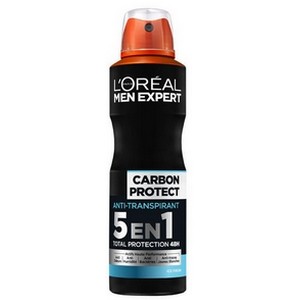 L'ORÉAL
MEN EXPERT
CARBON
PROTECT
ANTI-TRANSPIRANT
5 EN 1
TOTAL PROTECTION 48H